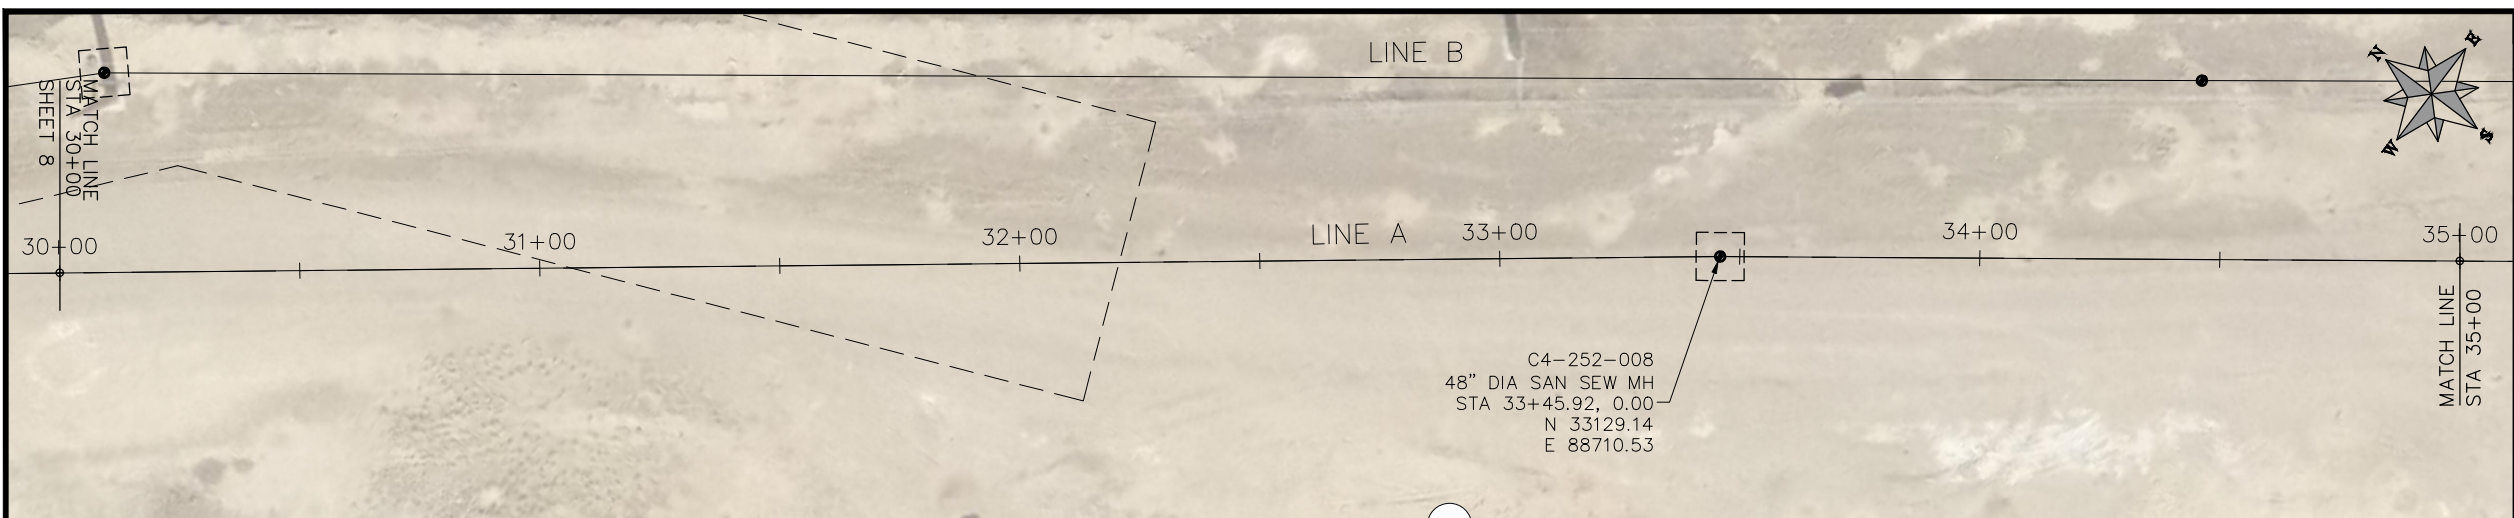 LINE B
N
E
W
S
MATCH LINE
STA 30+00
SHEET 8
30+00
31+00
32+00
LINE A
33+00
34+00
35+00
C4-252-008
48" DIA SAN SEW MH
STA 33+45.92, 0.00
N 33129.14
E 88710.53
MATCH LINE
STA 35+00